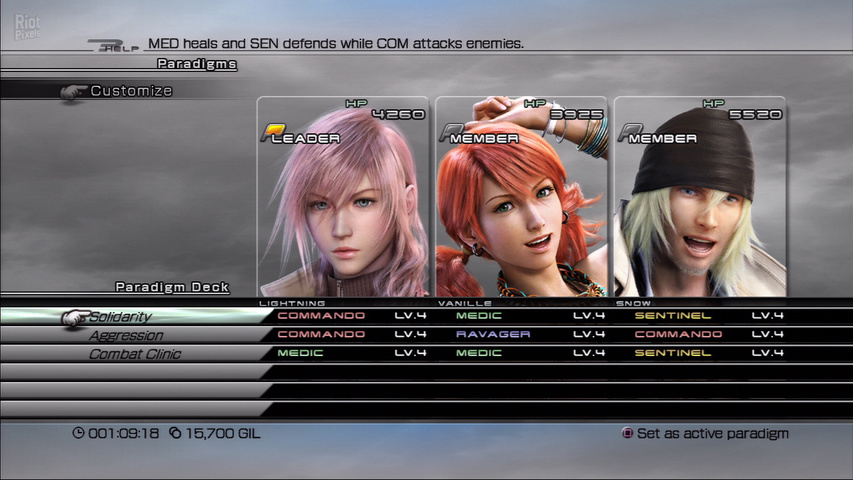 Riot
Pixels
HELP MED heals and SEN defends while COM attacks enemies.
Paradigms
Customize
HP 4260 HP 3925 HP 5520
LEADER MEMBER MEMBER
Paradigm Deck
LIGHTNING VANILLE SNOW
Solidarity COMMANDO LV.4 MEDIC LV.4 SENTINEL LV.4
Aggression COMMANDO LV.4 RAVAGER LV.4 COMMANDO LV.4
Combat Clinic MEDIC LV.4 MEDIC LV.4 SENTINEL LV.4
001:09:18 15,700 GIL Set as active paradigm